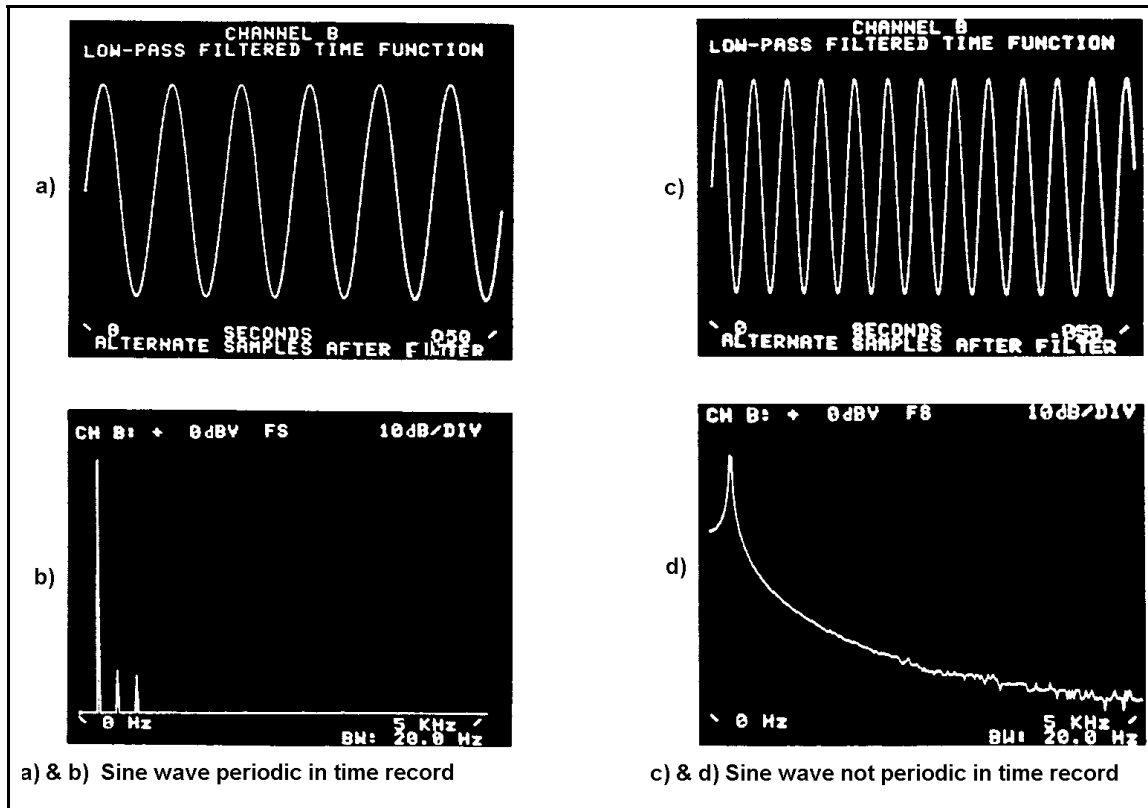 a)
CHANNEL B
LOW-PASS FILTERED TIME FUNCTION
0 SECONDS .050
ALTERNATE SAMPLES AFTER FILTER
c)
CHANNEL B
LOW-PASS FILTERED TIME FUNCTION
0 SECONDS .050
ALTERNATE SAMPLES AFTER FILTER
b)
CH B: + 0dBV FS 10dB/DIV
0 Hz 5 KHz
BW: 20.0 Hz
d)
CH B: + 0dBV FS 10dB/DIV
0 Hz 5 KHz
BW: 20.0 Hz
a) & b) Sine wave periodic in time record
c) & d) Sine wave not periodic in time record